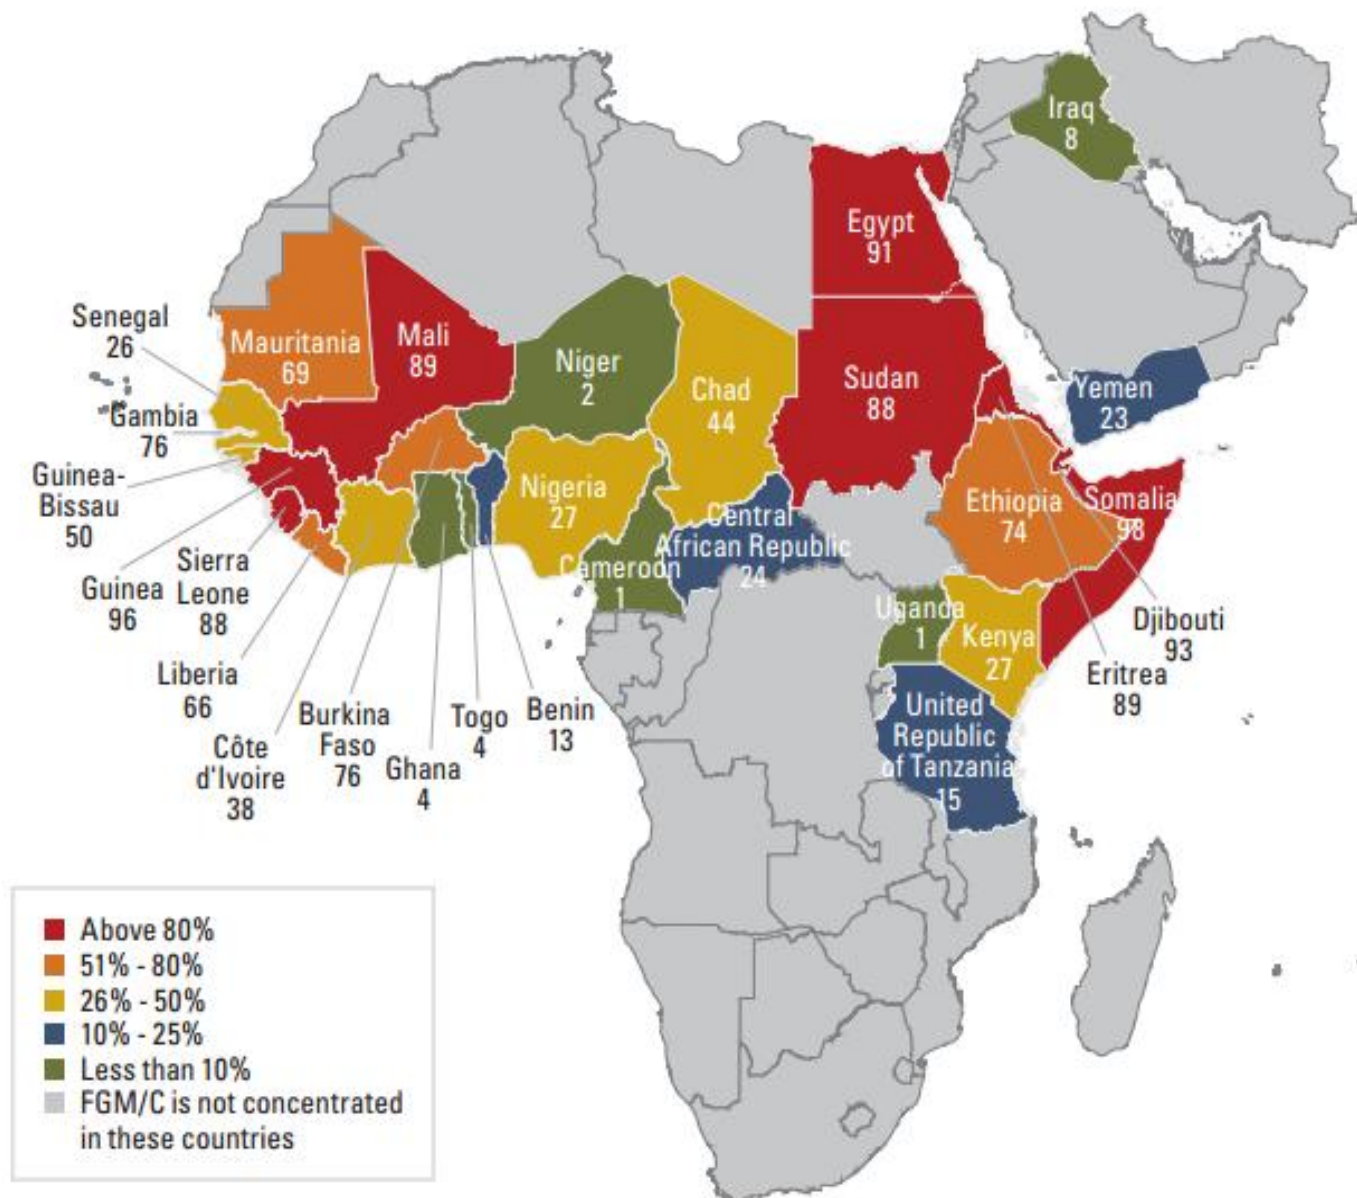 Iraq
8
Egypt
91
Senegal
26
Mauritania
69
Mali
89
Niger
2
Chad
44
Sudan
88
Yemen
23
Gambia
76
Guinea-
Bissau
50
Nigeria
27
Ethiopia
74
Somalia
98
Central
African Republic
24
Guinea
96
Sierra
Leone
88
Cameroon
1
Uganda
1
Kenya
27
Djibouti
93
Eritrea
89
Liberia
66
Côte
d'Ivoire
38
Burkina
Faso
76
Ghana
4
Togo
4
Benin
13
United
Republic
of Tanzania
15
Above 80%
51% - 80%
26% - 50%
10% - 25%
Less than 10%
FGM/C is not concentrated
in these countries